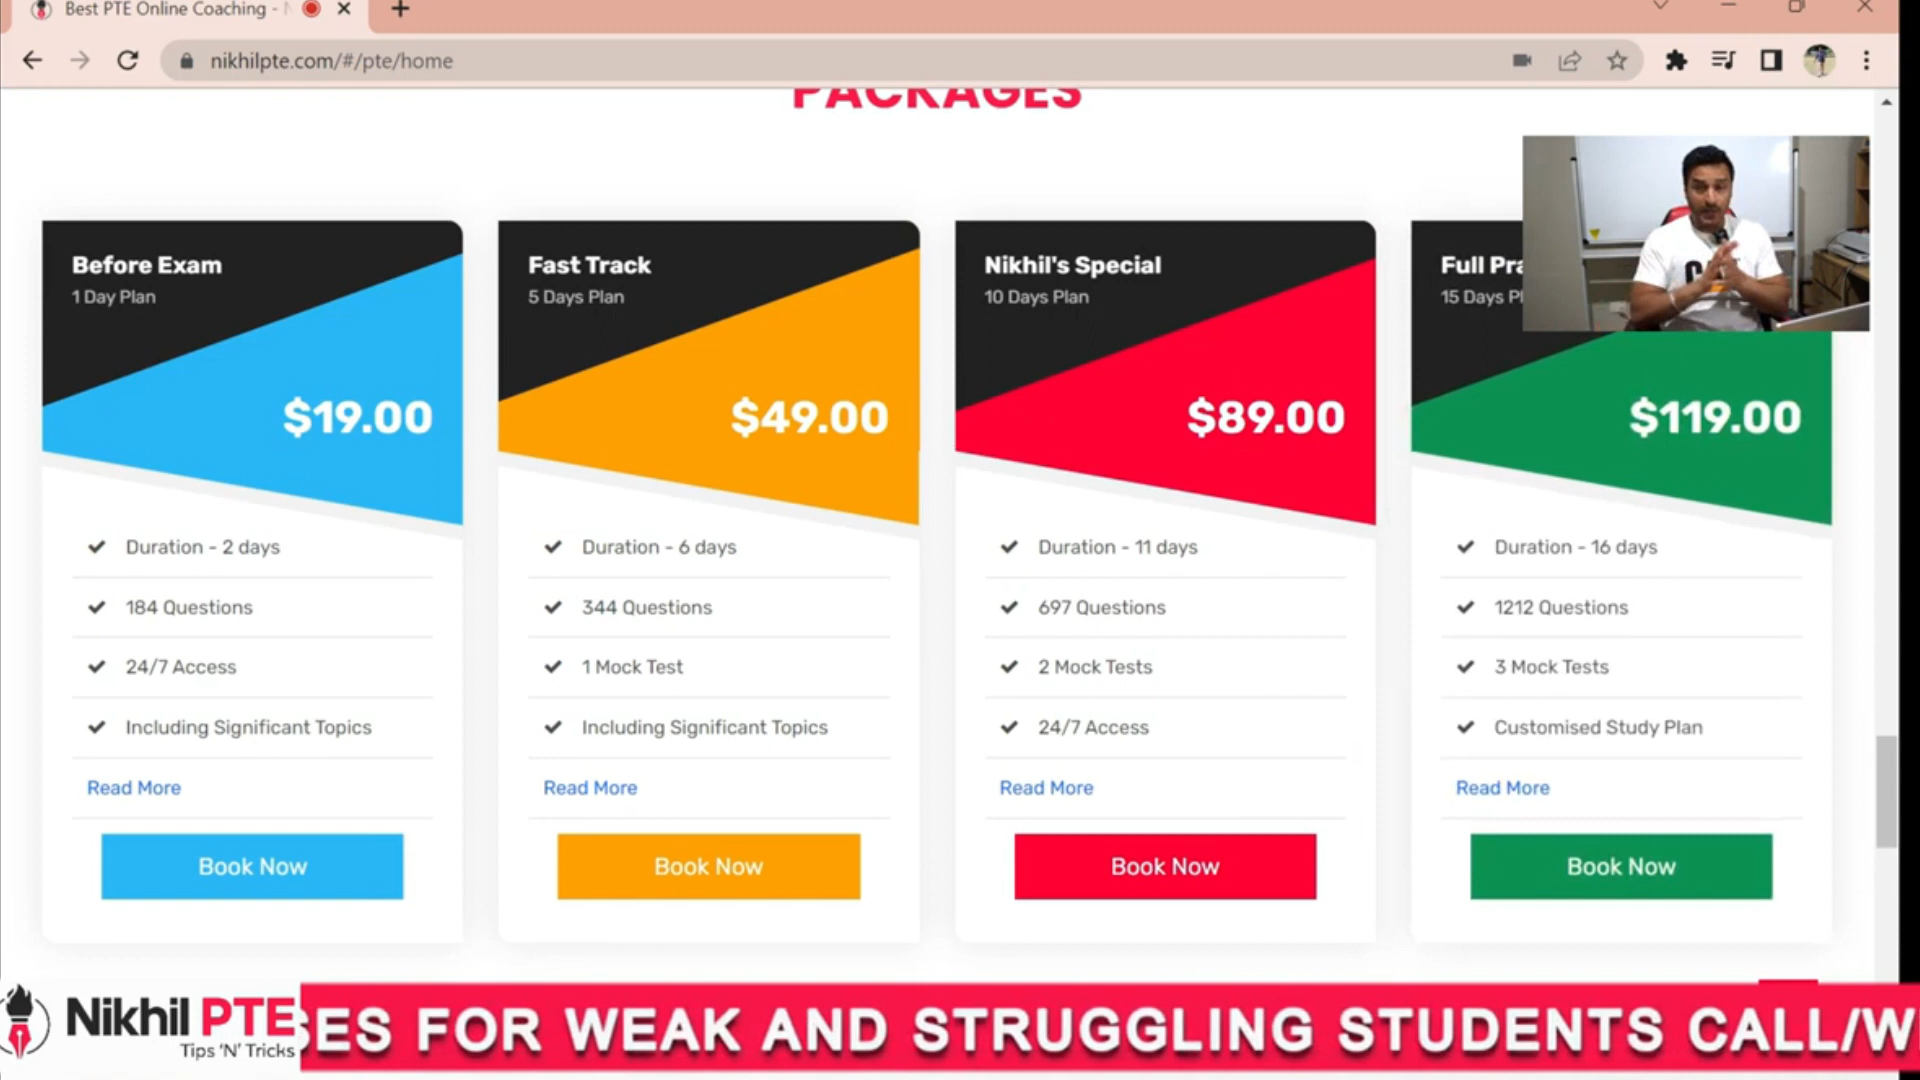 Best PTE Online Coaching -
nikhilpte.com/#/pte/home
PACKAGES
Before Exam
1 Day Plan
$19.00
Duration - 2 days
184 Questions
24/7 Access
Including Significant Topics
Read More
Book Now
Fast Track
5 Days Plan
$49.00
Duration - 6 days
344 Questions
1 Mock Test
Including Significant Topics
Read More
Book Now
Nikhil's Special
10 Days Plan
$89.00
Duration - 11 days
697 Questions
2 Mock Tests
24/7 Access
Read More
Book Now
Full
15 Days
$119.00
Duration - 16 days
1212 Questions
3 Mock Tests
Customised Study Plan
Read More
Book Now
Nikhil PTE
Tips 'N' Tricks
SES FOR WEAK AND STRUGGLING STUDENTS CALL/W